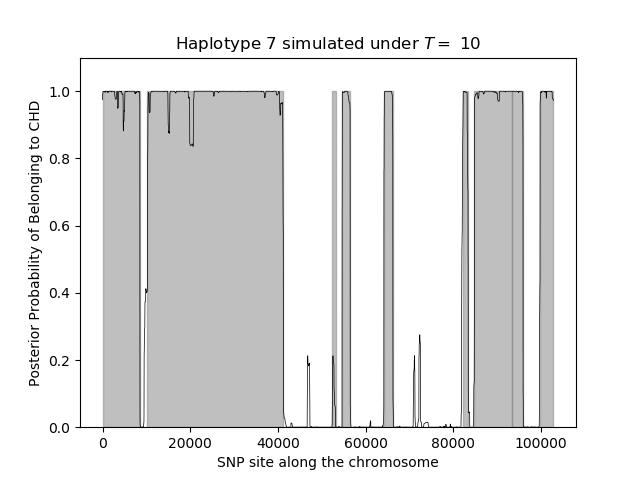 Haplotype 7 simulated under T = 10
Posterior Probability of Belonging to CHD
1.0
0.8
0.6
0.4
0.2
0.0
0 20000 40000 60000 80000 100000
SNP site along the chromosome